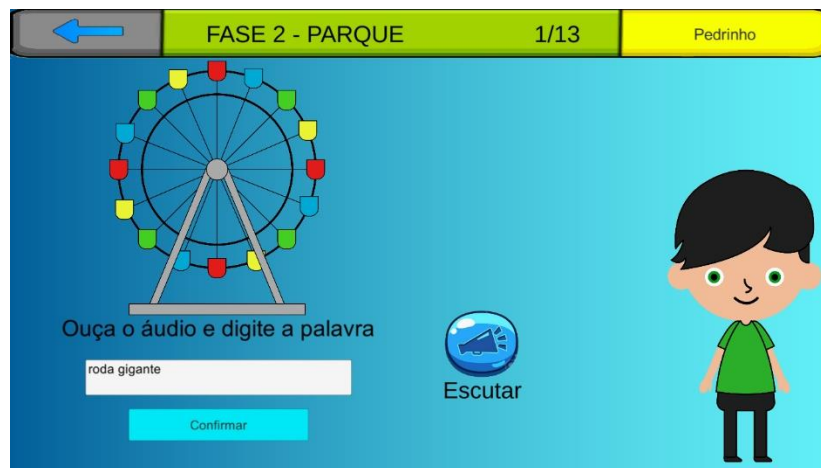 FASE 2 - PARQUE 1/13 Pedrinho
Ouça o áudio e digite a palavra
roda gigante
Confirmar
Escutar